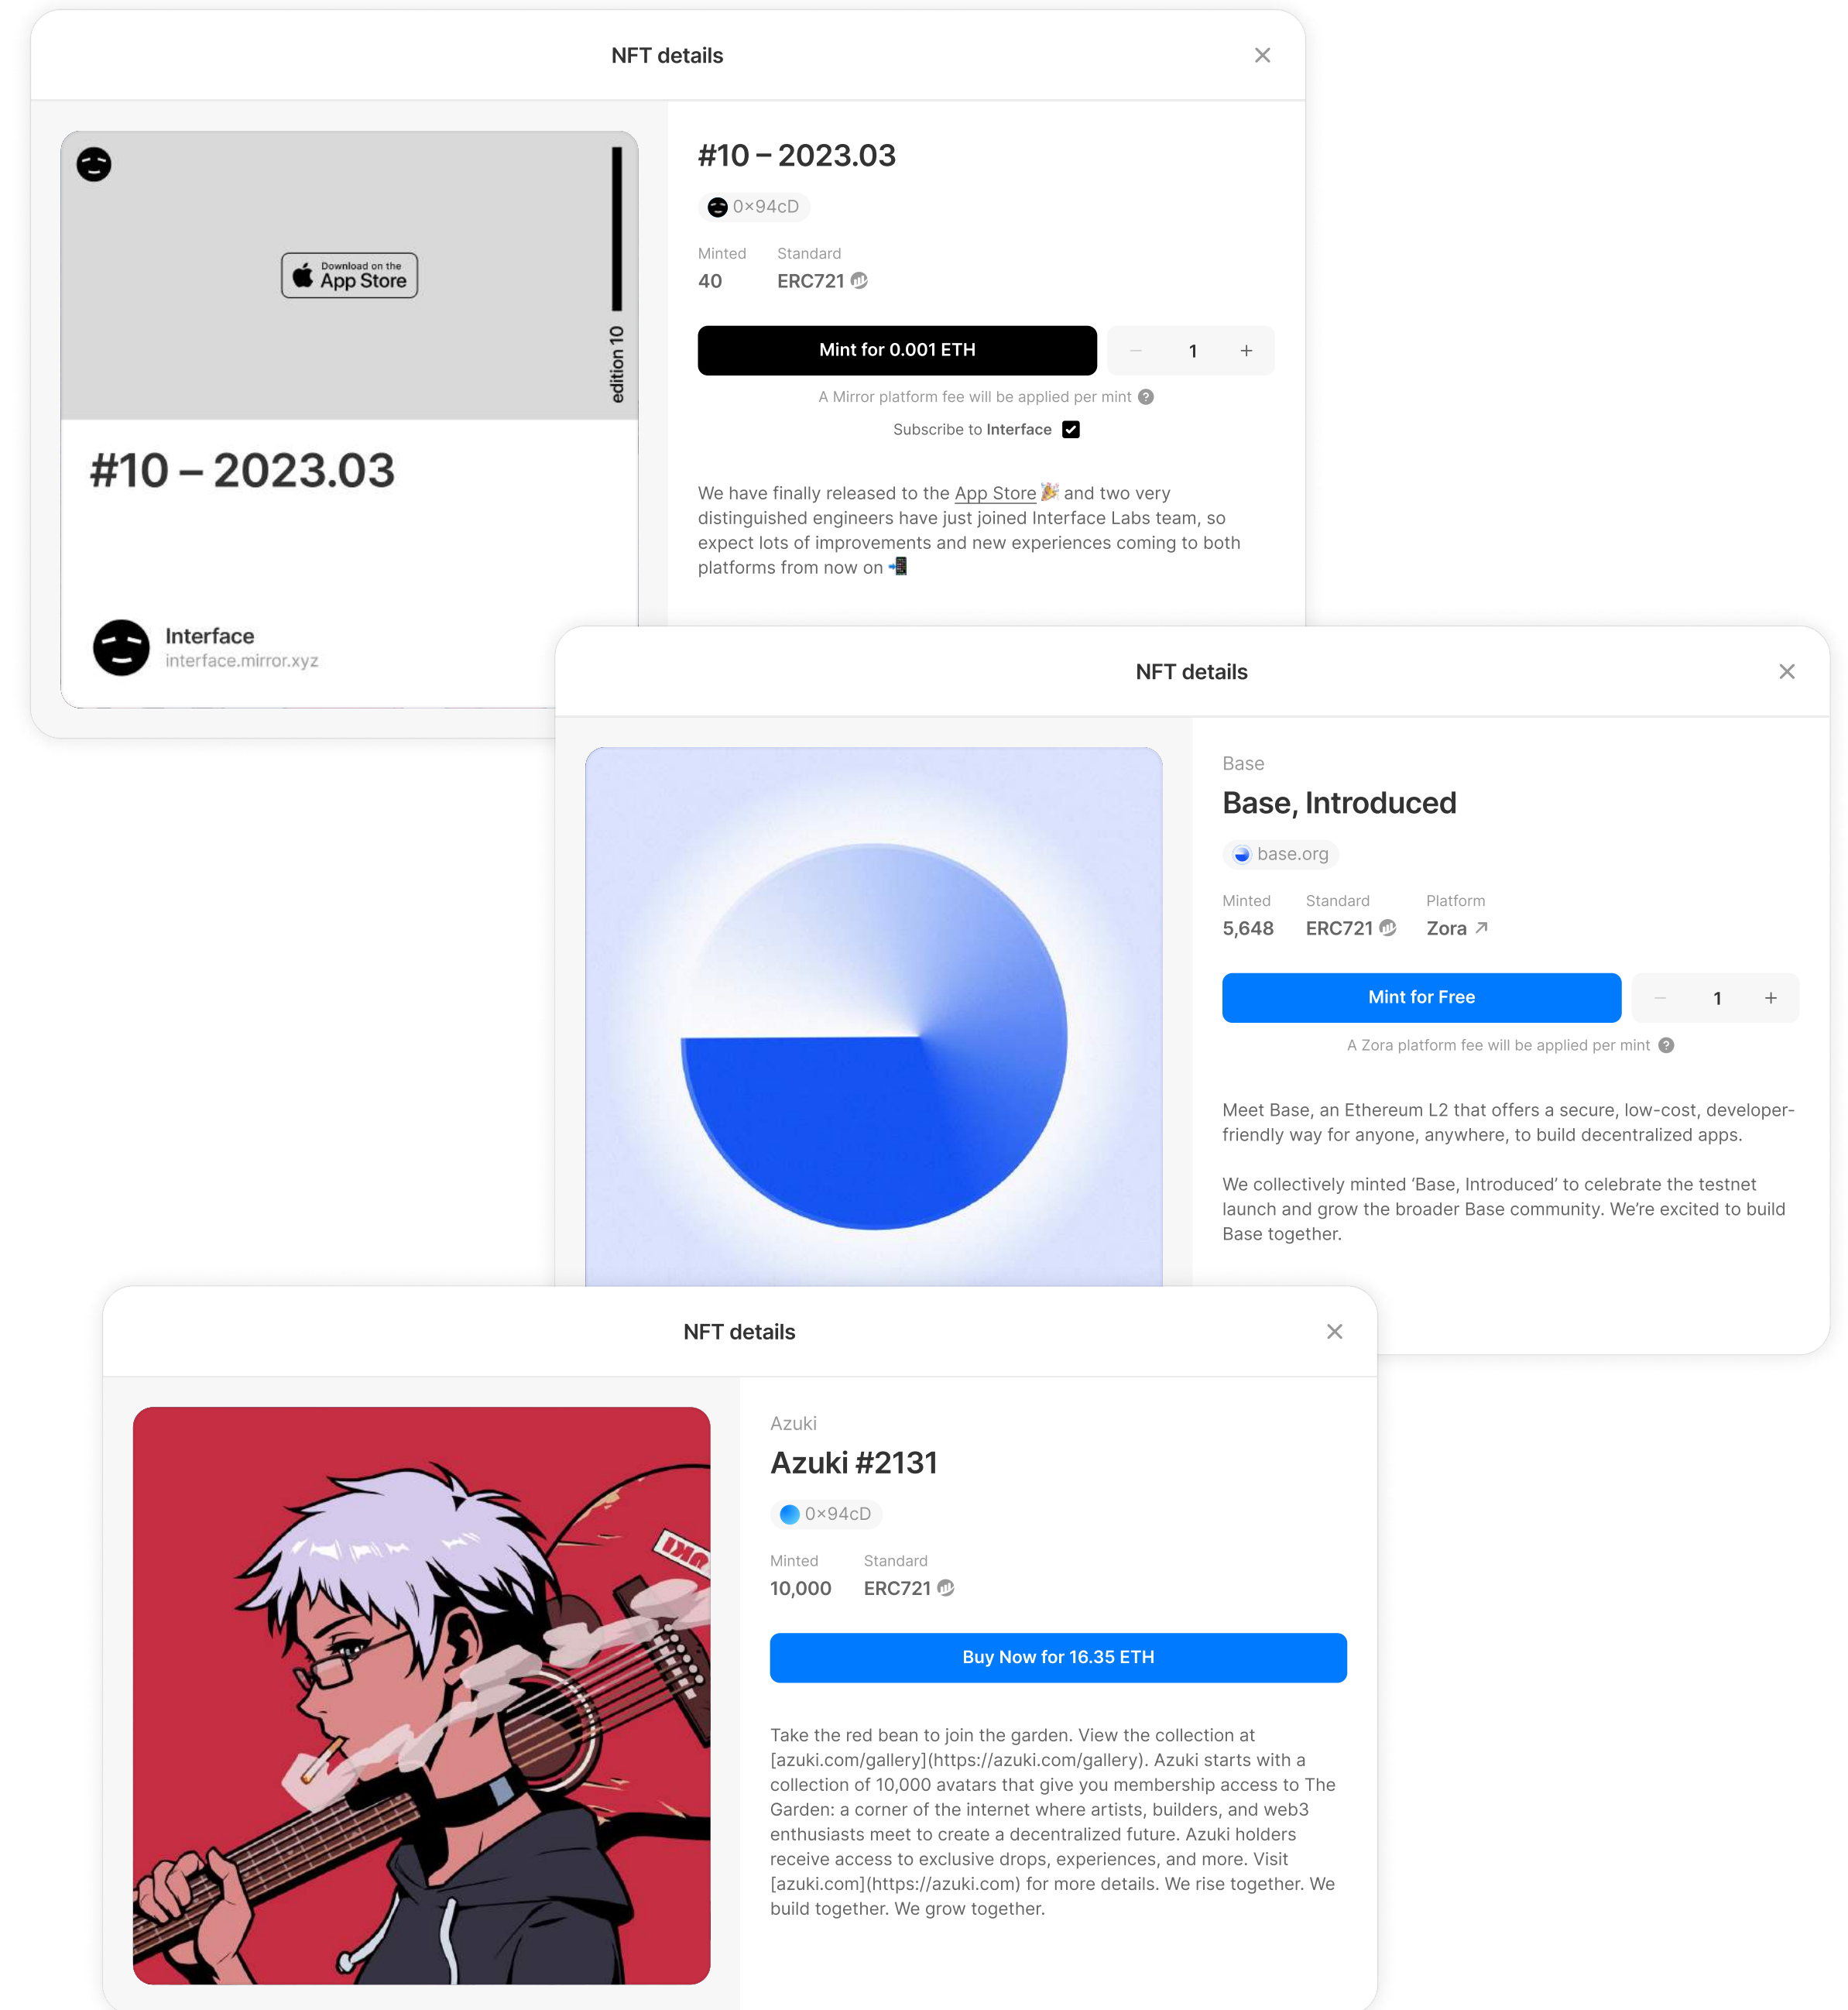 NFT details
Download on the
App Store
edition 10
#10 – 2023.03
Interface
interface.mirror.xyz
#10 – 2023.03
0×94cD
Minted Standard
40 ERC721
Mint for 0.001 ETH
− 1 +
A Mirror platform fee will be applied per mint ?
Subscribe to Interface
We have finally released to the App Store 🎉 and two very
distinguished engineers have just joined Interface Labs team, so
expect lots of improvements and new experiences coming to both
platforms from now on 📲
NFT details
Base
Base, Introduced
base.org
Minted Standard Platform
5,648 ERC721 Zora ↗
Mint for Free
− 1 +
A Zora platform fee will be applied per mint ?
Meet Base, an Ethereum L2 that offers a secure, low-cost, developer-
friendly way for anyone, anywhere, to build decentralized apps.
We collectively minted ‘Base, Introduced’ to celebrate the testnet
launch and grow the broader Base community. We’re excited to build
Base together.
NFT details
UKI
Azuki
Azuki #2131
0×94cD
Minted Standard
10,000 ERC721
Buy Now for 16.35 ETH
Take the red bean to join the garden. View the collection at
[azuki.com/gallery](https://azuki.com/gallery). Azuki starts with a
collection of 10,000 avatars that give you membership access to The
Garden: a corner of the internet where artists, builders, and web3
enthusiasts meet to create a decentralized future. Azuki holders
receive access to exclusive drops, experiences, and more. Visit
[azuki.com](https://azuki.com) for more details. We rise together. We
build together. We grow together.